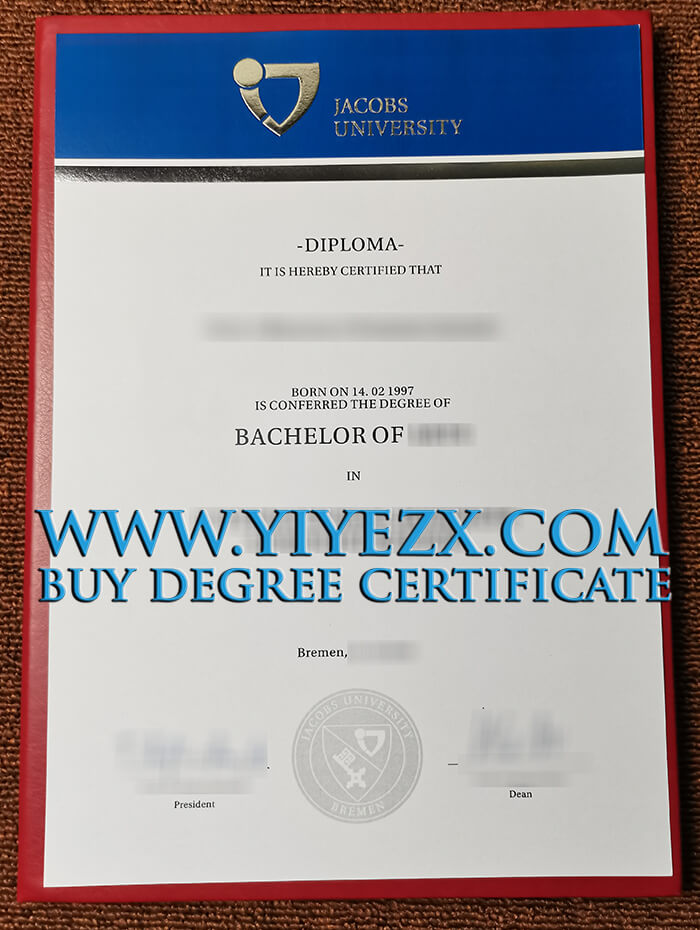 JACOBS
UNIVERSITY
-DIPLOMA-
IT IS HEREBY CERTIFIED THAT
BORN ON 14. 02 1997
IS CONFERRED THE DEGREE OF
BACHELOR OF
IN
WWW.YIYEZX.COM
BUY DEGREE CERTIFICATE
Bremen,
JACOBS UNIVERSITY
BREMEN
President
Dean